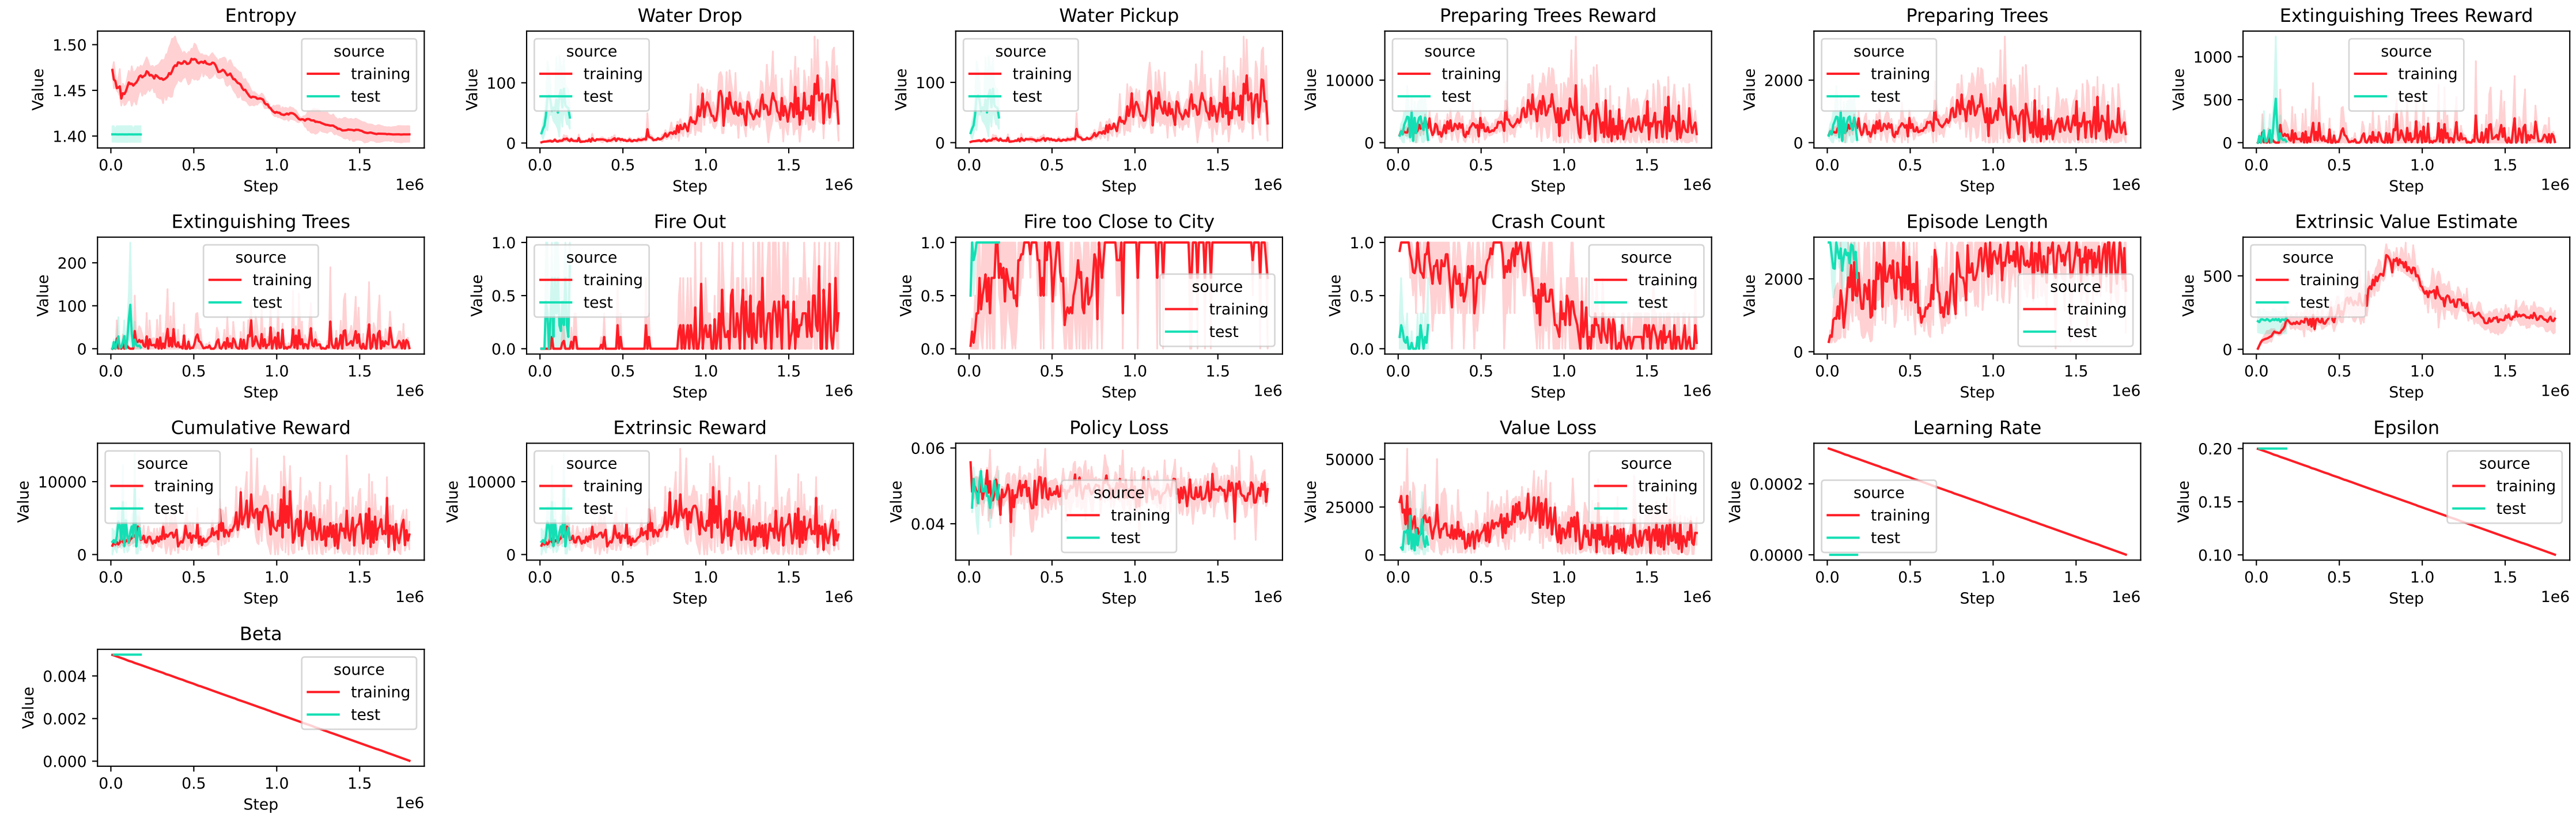 Entropy
Value
1.50
1.45
1.40
source
training
test
0.0 0.5 1.0 1.5
Step
1e6
Water Drop
Value
100
0
source
training
test
0.0 0.5 1.0 1.5
Step
1e6
Water Pickup
Value
100
0
source
training
test
0.0 0.5 1.0 1.5
Step
1e6
Preparing Trees Reward
Value
10000
0
source
training
test
0.0 0.5 1.0 1.5
Step
1e6
Preparing Trees
Value
2000
0
source
training
test
0.0 0.5 1.0 1.5
Step
1e6
Extinguishing Trees Reward
Value
1000
500
0
source
training
test
0.0 0.5 1.0 1.5
Step
1e6
Extinguishing Trees
Value
200
100
0
source
training
test
0.0 0.5 1.0 1.5
Step
1e6
Fire Out
Value
1.0
0.5
0.0
source
training
test
0.0 0.5 1.0 1.5
Step
1e6
Fire too Close to City
Value
1.0
0.5
0.0
source
training
test
0.0 0.5 1.0 1.5
Step
1e6
Crash Count
Value
1.0
0.5
0.0
source
training
test
0.0 0.5 1.0 1.5
Step
1e6
Episode Length
Value
2000
0
source
training
test
0.0 0.5 1.0 1.5
Step
1e6
Extrinsic Value Estimate
Value
500
0
source
training
test
0.0 0.5 1.0 1.5
Step
1e6
Cumulative Reward
Value
10000
0
source
training
test
0.0 0.5 1.0 1.5
Step
1e6
Extrinsic Reward
Value
10000
0
source
training
test
0.0 0.5 1.0 1.5
Step
1e6
Policy Loss
Value
0.06
0.04
source
training
test
0.0 0.5 1.0 1.5
Step
1e6
Value Loss
Value
50000
25000
0
source
training
test
0.0 0.5 1.0 1.5
Step
1e6
Learning Rate
Value
0.0002
0.0000
source
training
test
0.0 0.5 1.0 1.5
Step
1e6
Epsilon
Value
0.20
0.15
0.10
source
training
test
0.0 0.5 1.0 1.5
Step
1e6
Beta
Value
0.004
0.002
0.000
source
training
test
0.0 0.5 1.0 1.5
Step
1e6